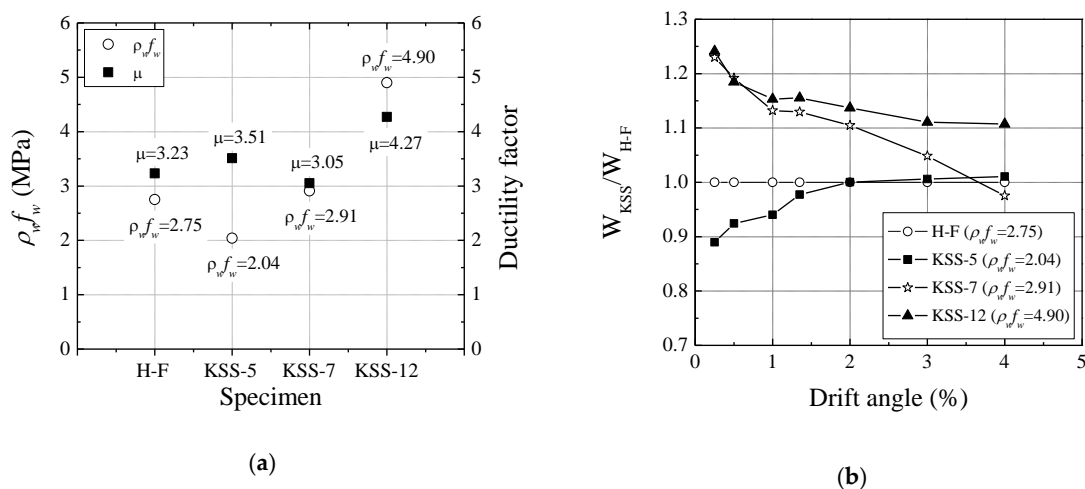 6
5
4
3
2
1
0
ρwfw (MPa)
ρwfw
μ
μ=3.23
ρwfw=2.75
μ=3.51
ρwfw=2.04
μ=3.05
ρwfw=2.91
ρwfw=4.90
μ=4.27
6
5
4
3
2
1
0
Ductility factor
H-F KSS-5 KSS-7 KSS-12
Specimen
(a)
1.3
1.2
1.1
1.0
0.9
0.8
0.7
WKSS/WH-F
H-F (ρwfw=2.75)
KSS-5 (ρwfw=2.04)
KSS-7 (ρwfw=2.91)
KSS-12 (ρwfw=4.90)
0 1 2 3 4 5
Drift angle (%)
(b)